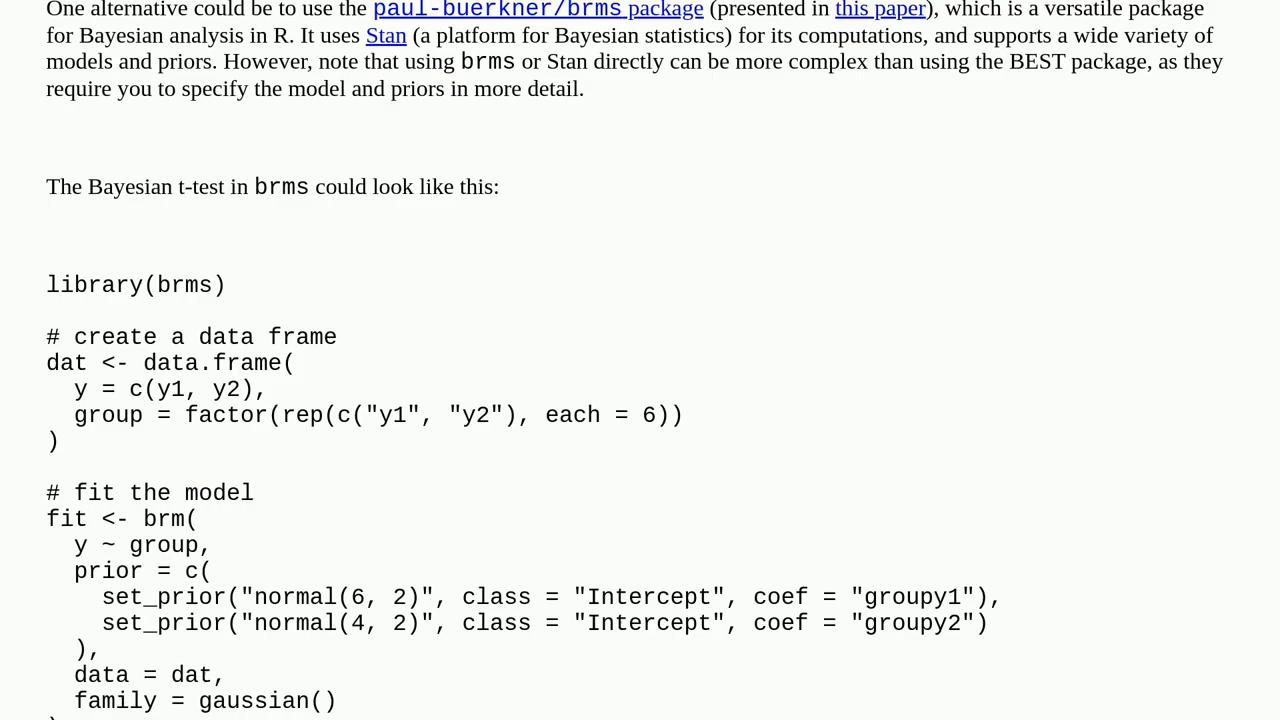 One alternative could be to use the paul-buerkner/brms package (presented in this paper), which is a versatile package
for Bayesian analysis in R. It uses Stan (a platform for Bayesian statistics) for its computations, and supports a wide variety of
models and priors. However, note that using brms or Stan directly can be more complex than using the BEST package, as they
require you to specify the model and priors in more detail.
The Bayesian t-test in brms could look like this:
library(brms)
# create a data frame
dat <- data.frame(
  y = c(y1, y2),
  group = factor(rep(c("y1", "y2"), each = 6))
)
# fit the model
fit <- brm(
  y ~ group,
  prior = c(
    set_prior("normal(6, 2)", class = "Intercept", coef = "groupy1"),
    set_prior("normal(4, 2)", class = "Intercept", coef = "groupy2")
  ),
  data = dat,
  family = gaussian()
)